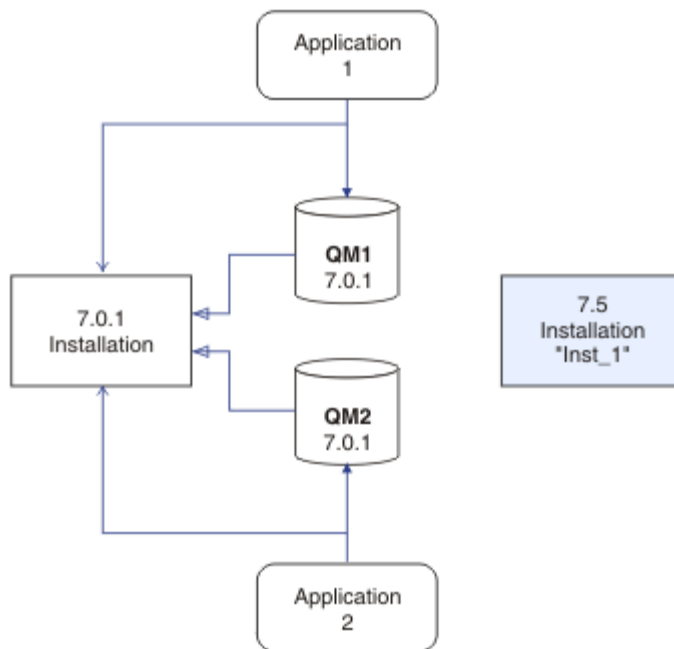 Application
1
QM1
7.0.1
7.0.1
Installation
7.5
Installation
"Inst_1"
QM2
7.0.1
Application
2